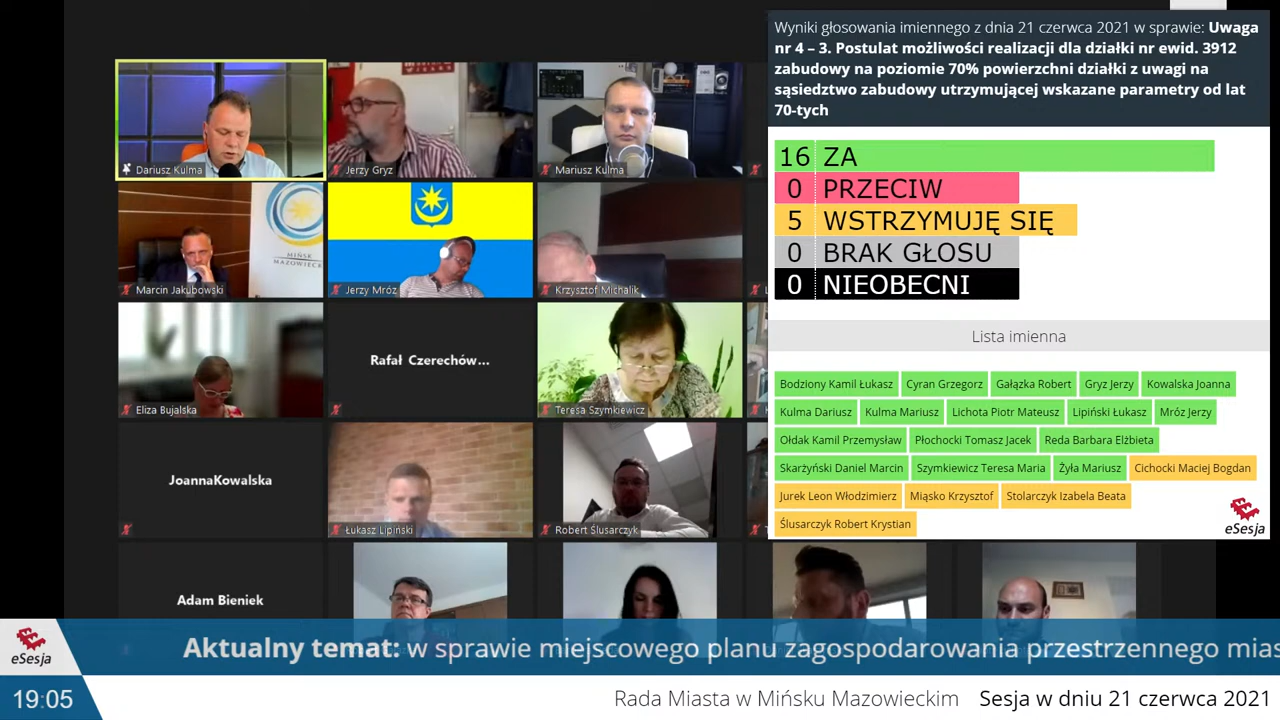 Wyniki głosowania imiennego z dnia 21 czerwca 2021 w sprawie: Uwaga
nr 4 – 3. Postulat możliwości realizacji dla działki nr ewid. 3912
zabudowy na poziomie 70% powierzchni działki z uwagi na
sąsiedztwo zabudowy utrzymującej wskazane parametry od lat
70-tych
16 ZA
0 PRZECIW
5 WSTRZYMUJĘ SIĘ
0 BRAK GŁOSU
0 NIEOBECNI
Lista imienna
Bodziony Kamil Łukasz Cyran Grzegorz Gałązka Robert Gryz Jerzy Kowalska Joanna
Kulma Dariusz Kulma Mariusz Lichota Piotr Mateusz Lipiński Łukasz Mróz Jerzy
Ołdak Kamil Przemysław Płochocki Tomasz Jacek Reda Barbara Elżbieta
Skarżyński Daniel Marcin Szymkiewicz Teresa Maria Żyła Mariusz Cichocki Maciej Bogdan
Jurek Leon Włodzimierz Miąsko Krzysztof Stolarczyk Izabela Beata
Ślusarczyk Robert Krystian
eSesja
Dariusz Kulma
Jerzy Gryz
Mariusz Kulma
MIŃSK
MAZOWIECK
Marcin Jakubowski
Jerzy Mróz
Krzysztof Michalik
Eliza Bujalska
Rafał Czerechów...
Teresa Szymkiewicz
JoannaKowalska
Łukasz Lipiński
Robert Ślusarczyk
Adam Bieniek
eSesja
Aktualny temat: w sprawie miejscowego planu zagospodarowania przestrzennego mias
19:05
Rada Miasta w Mińsku Mazowieckim Sesja w dniu 21 czerwca 2021